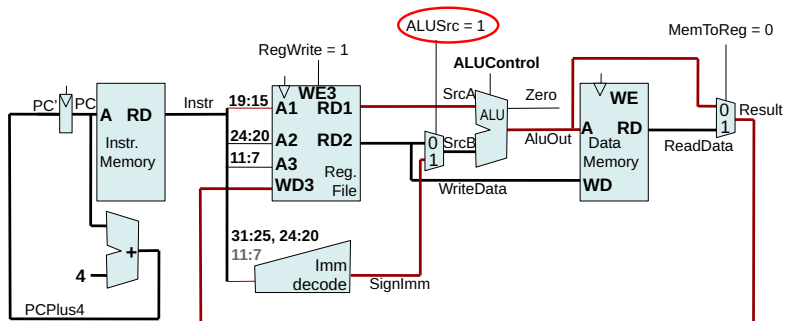 ALUSrc = 1
RegWrite = 1
MemToReg = 0
ALUControl
PC'
PC
A RD
Instr.
Memory
Instr
19:15
24:20
11:7
WE3
A1 RD1
A2 RD2
A3
WD3
Reg.
File
0
1
SrcA
SrcB
ALU
Zero
AluOut
WE
A RD
Data
Memory
WD
WriteData
ReadData
0
1
Result
31:25, 24:20
11:7
Imm
decode
SignImm
+
4
PCPlus4